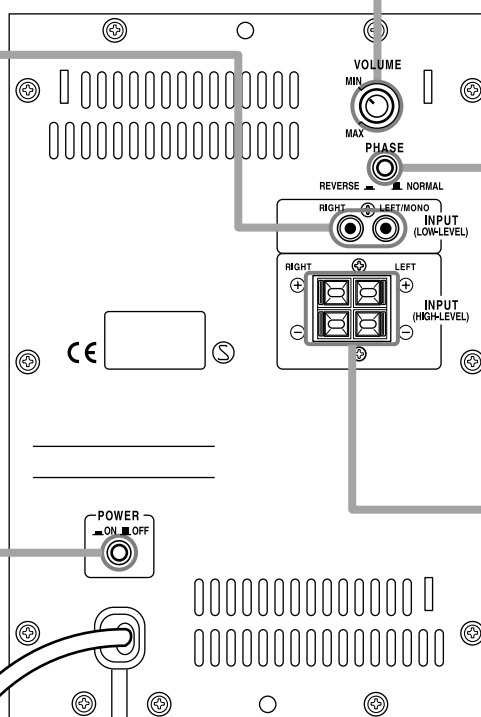 VOLUME
MIN
MAX
PHASE
REVERSE NORMAL
RIGHT LEFT/MONO
INPUT
(LOW-LEVEL)
RIGHT LEFT
+ +
INPUT
(HIGH-LEVEL)
− −
CE
POWER
ON OFF